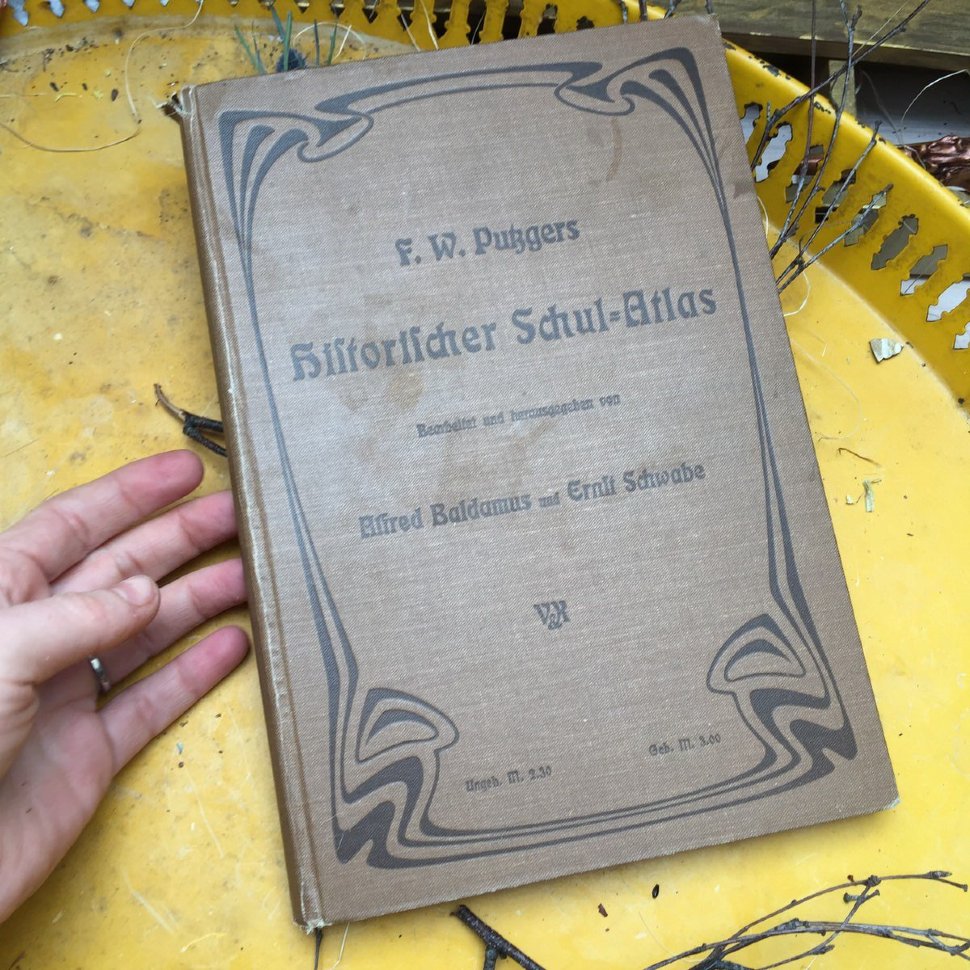 F. W. Putzgers
Historischer Schul-Atlas
Bearbeitet und herausgegeben von
Alfred Baldamus und Ernst Schwabe
V&K
Ungeb. M. 2.30
Geb. M. 3.00